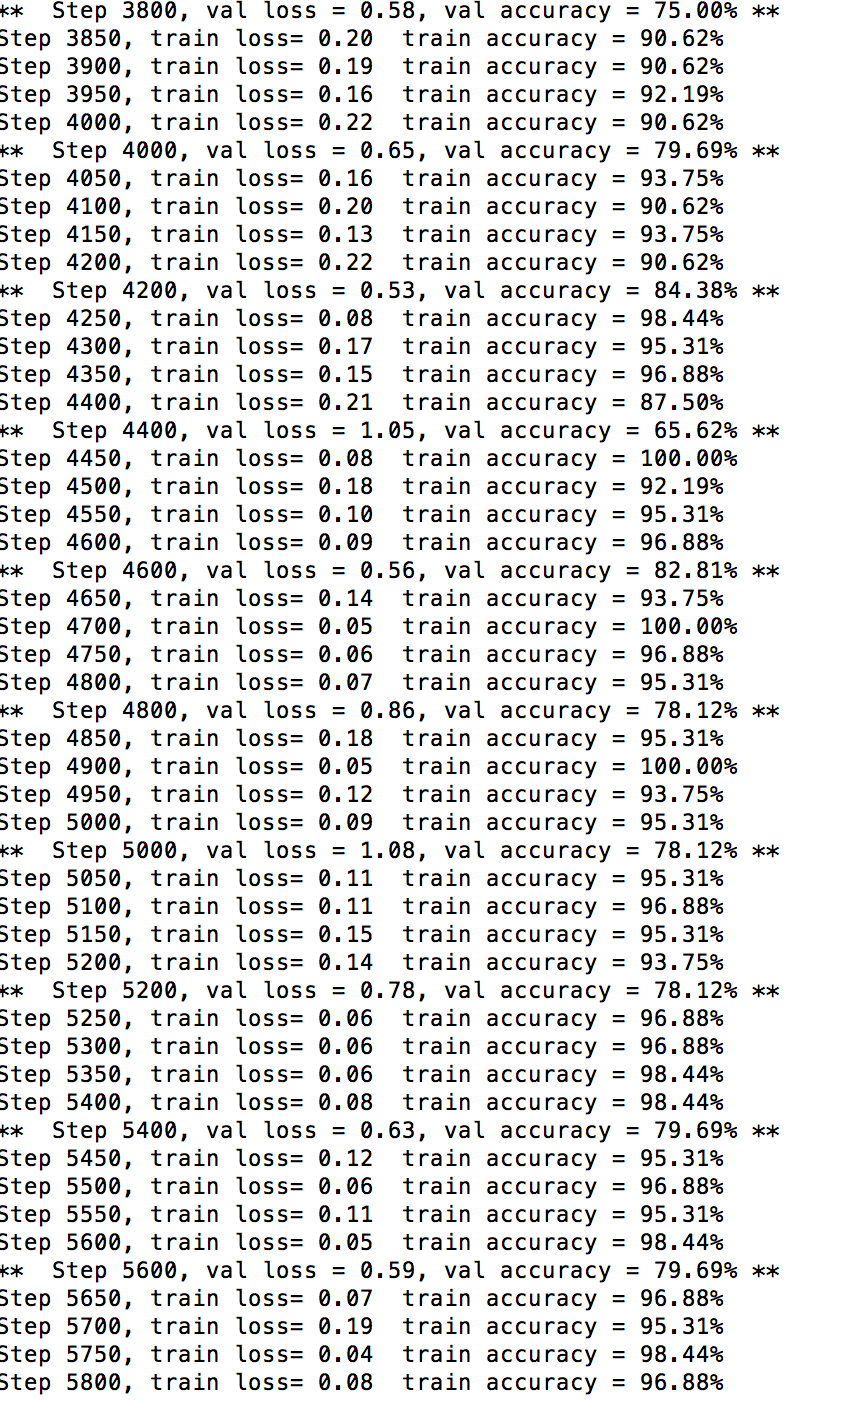 **  Step 3800, val loss = 0.58, val accuracy = 75.00% **
Step 3850, train loss= 0.20  train accuracy = 90.62%
Step 3900, train loss= 0.19  train accuracy = 90.62%
Step 3950, train loss= 0.16  train accuracy = 92.19%
Step 4000, train loss= 0.22  train accuracy = 90.62%
**  Step 4000, val loss = 0.65, val accuracy = 79.69% **
Step 4050, train loss= 0.16  train accuracy = 93.75%
Step 4100, train loss= 0.20  train accuracy = 90.62%
Step 4150, train loss= 0.13  train accuracy = 93.75%
Step 4200, train loss= 0.22  train accuracy = 90.62%
**  Step 4200, val loss = 0.53, val accuracy = 84.38% **
Step 4250, train loss= 0.08  train accuracy = 98.44%
Step 4300, train loss= 0.17  train accuracy = 95.31%
Step 4350, train loss= 0.15  train accuracy = 96.88%
Step 4400, train loss= 0.21  train accuracy = 87.50%
**  Step 4400, val loss = 1.05, val accuracy = 65.62% **
Step 4450, train loss= 0.08  train accuracy = 100.00%
Step 4500, train loss= 0.18  train accuracy = 92.19%
Step 4550, train loss= 0.10  train accuracy = 95.31%
Step 4600, train loss= 0.09  train accuracy = 96.88%
**  Step 4600, val loss = 0.56, val accuracy = 82.81% **
Step 4650, train loss= 0.14  train accuracy = 93.75%
Step 4700, train loss= 0.05  train accuracy = 100.00%
Step 4750, train loss= 0.06  train accuracy = 96.88%
Step 4800, train loss= 0.07  train accuracy = 95.31%
**  Step 4800, val loss = 0.86, val accuracy = 78.12% **
Step 4850, train loss= 0.18  train accuracy = 95.31%
Step 4900, train loss= 0.05  train accuracy = 100.00%
Step 4950, train loss= 0.12  train accuracy = 93.75%
Step 5000, train loss= 0.09  train accuracy = 95.31%
**  Step 5000, val loss = 1.08, val accuracy = 78.12% **
Step 5050, train loss= 0.11  train accuracy = 95.31%
Step 5100, train loss= 0.11  train accuracy = 96.88%
Step 5150, train loss= 0.15  train accuracy = 95.31%
Step 5200, train loss= 0.14  train accuracy = 93.75%
**  Step 5200, val loss = 0.78, val accuracy = 78.12% **
Step 5250, train loss= 0.06  train accuracy = 96.88%
Step 5300, train loss= 0.06  train accuracy = 96.88%
Step 5350, train loss= 0.06  train accuracy = 98.44%
Step 5400, train loss= 0.08  train accuracy = 98.44%
**  Step 5400, val loss = 0.63, val accuracy = 79.69% **
Step 5450, train loss= 0.12  train accuracy = 95.31%
Step 5500, train loss= 0.06  train accuracy = 96.88%
Step 5550, train loss= 0.11  train accuracy = 95.31%
Step 5600, train loss= 0.05  train accuracy = 98.44%
**  Step 5600, val loss = 0.59, val accuracy = 79.69% **
Step 5650, train loss= 0.07  train accuracy = 96.88%
Step 5700, train loss= 0.19  train accuracy = 95.31%
Step 5750, train loss= 0.04  train accuracy = 98.44%
Step 5800, train loss= 0.08  train accuracy = 96.88%